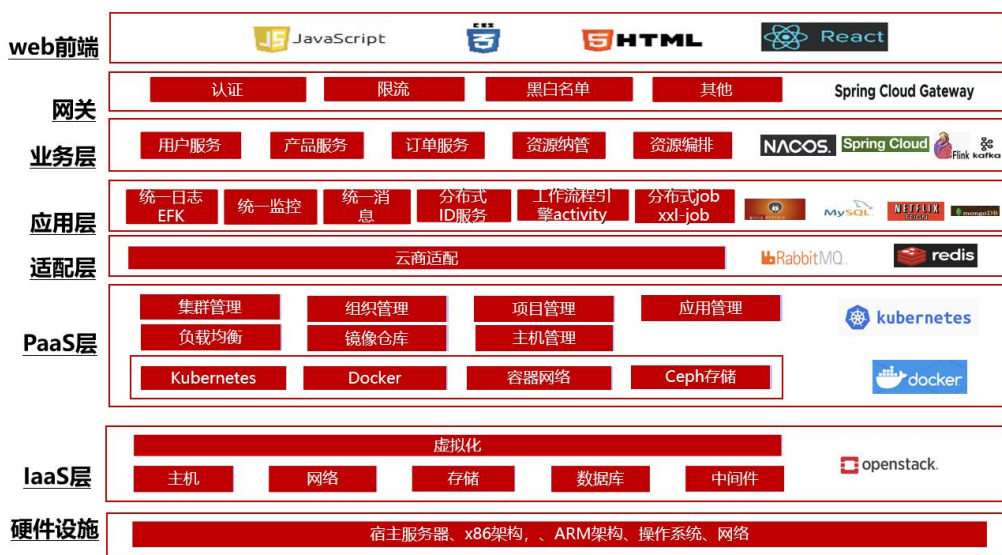 web前端
JS JavaScript
CSS
3
5 HTML
React
网关
认证
限流
黑白名单
其他
Spring Cloud Gateway
业务层
用户服务
产品服务
订单服务
资源纳管
资源编排
NACOS.
Spring Cloud
Flink
kafka
应用层
统一日志
EFK
统一监控
统一消
息
分布式
ID服务
工作流程引
擎activity
分布式job
xxl-job
MySQL
NETFLIX
FEIGN
mongoDB
适配层
云商适配
RabbitMQ
redis
PaaS层
集群管理
组织管理
项目管理
应用管理
负载均衡
镜像仓库
主机管理
kubernetes
Kubernetes
Docker
容器网络
Ceph存储
docker
IaaS层
虚拟化
主机
网络
存储
数据库
中间件
openstack.
硬件设施
宿主服务器、x86架构，、ARM架构、操作系统、网络